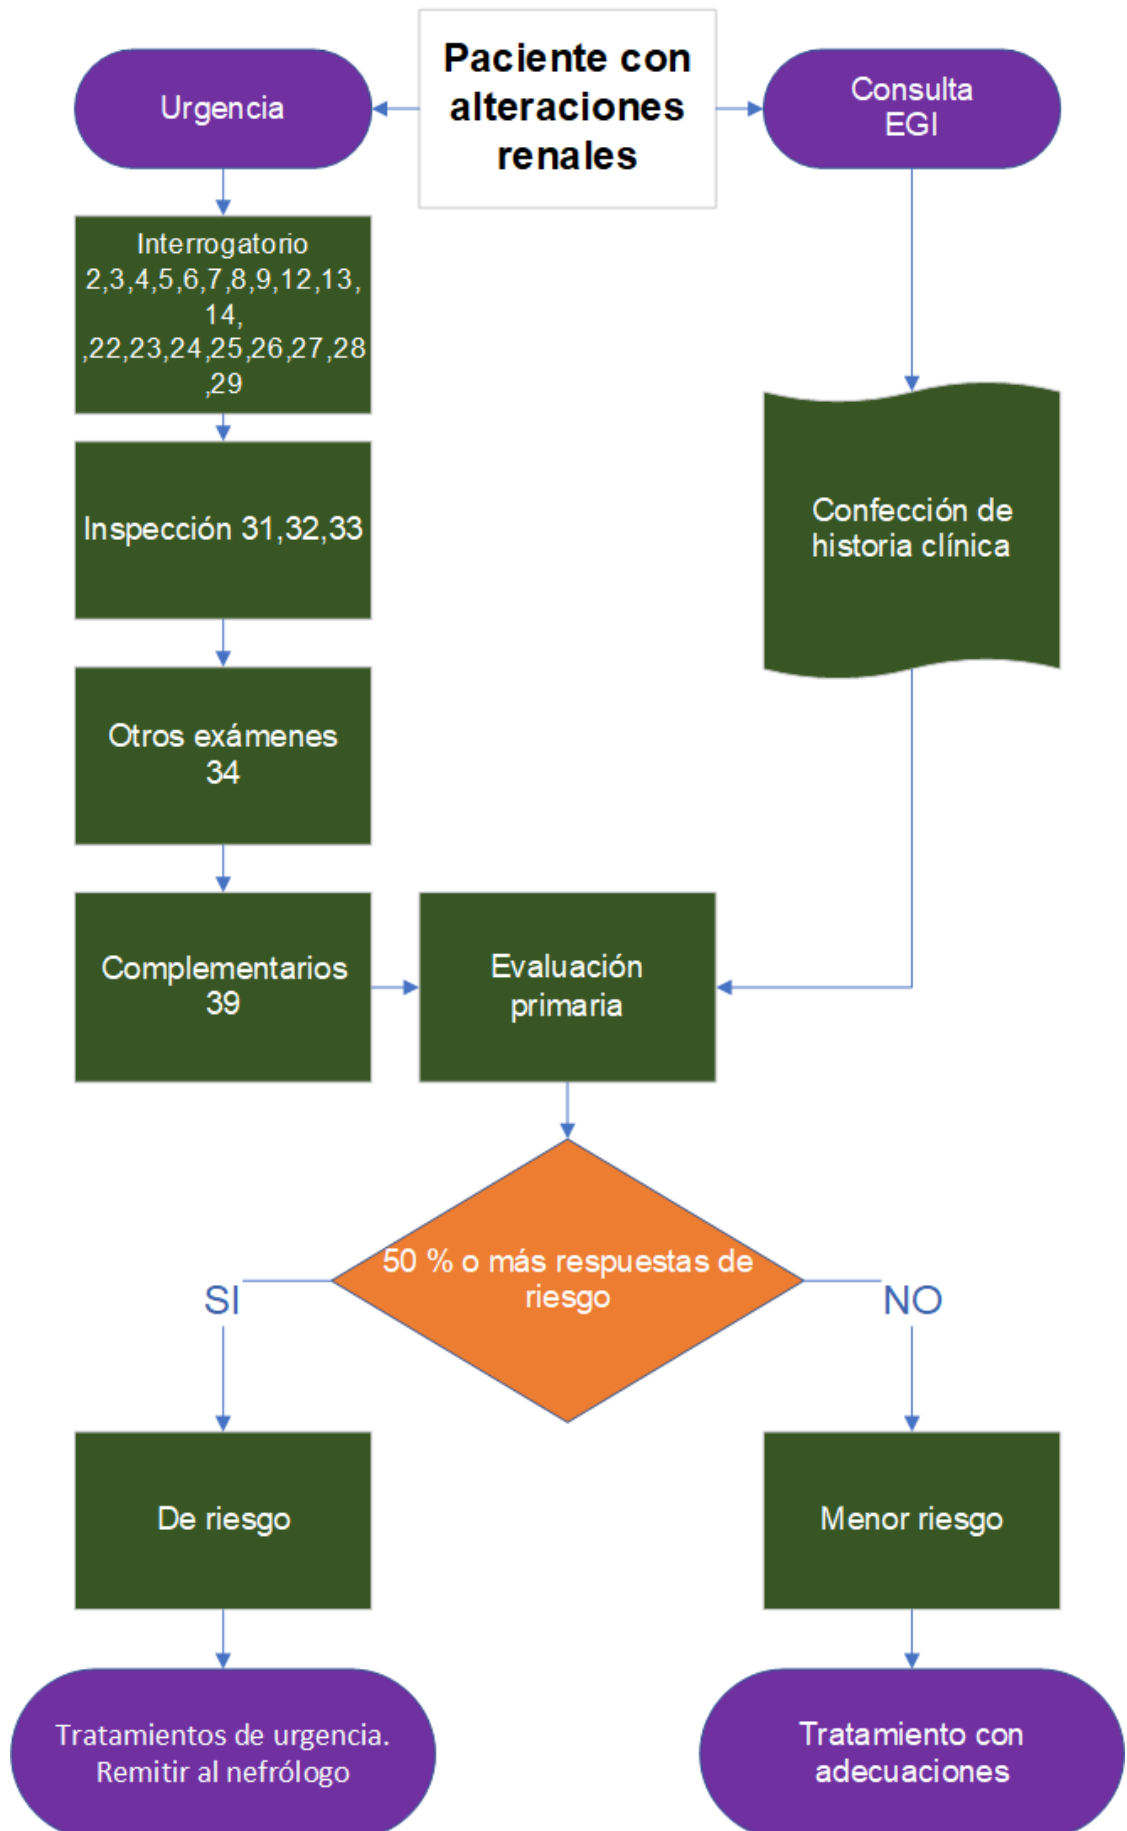 Paciente con
alteraciones
renales
Urgencia
Consulta
EGI
Interrogatorio
2,3,4,5,6,7,8,9,12,13,
14,
,22,23,24,25,26,27,28
,29
Inspección 31,32,33
Confección de
historia clínica
Otros exámenes
34
Complementarios
39
Evaluación
primaria
50 % o más respuestas de
riesgo
SI
NO
De riesgo
Menor riesgo
Tratamientos de urgencia.
Remitir al nefrólogo
Tratamiento con
adecuaciones